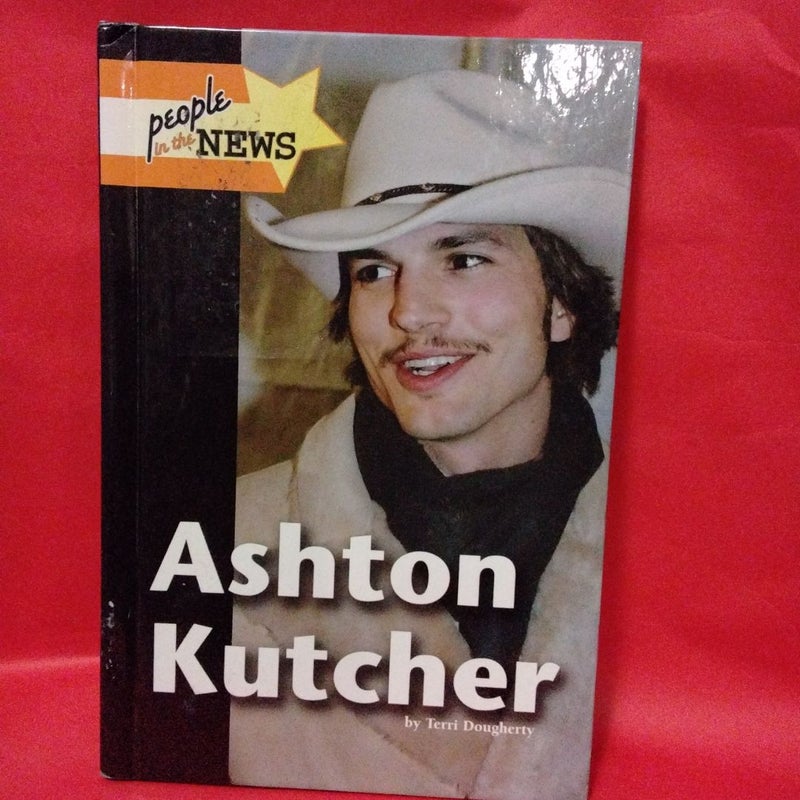 people
in the NEWS
Ashton
Kutcher
by Terri Dougherty